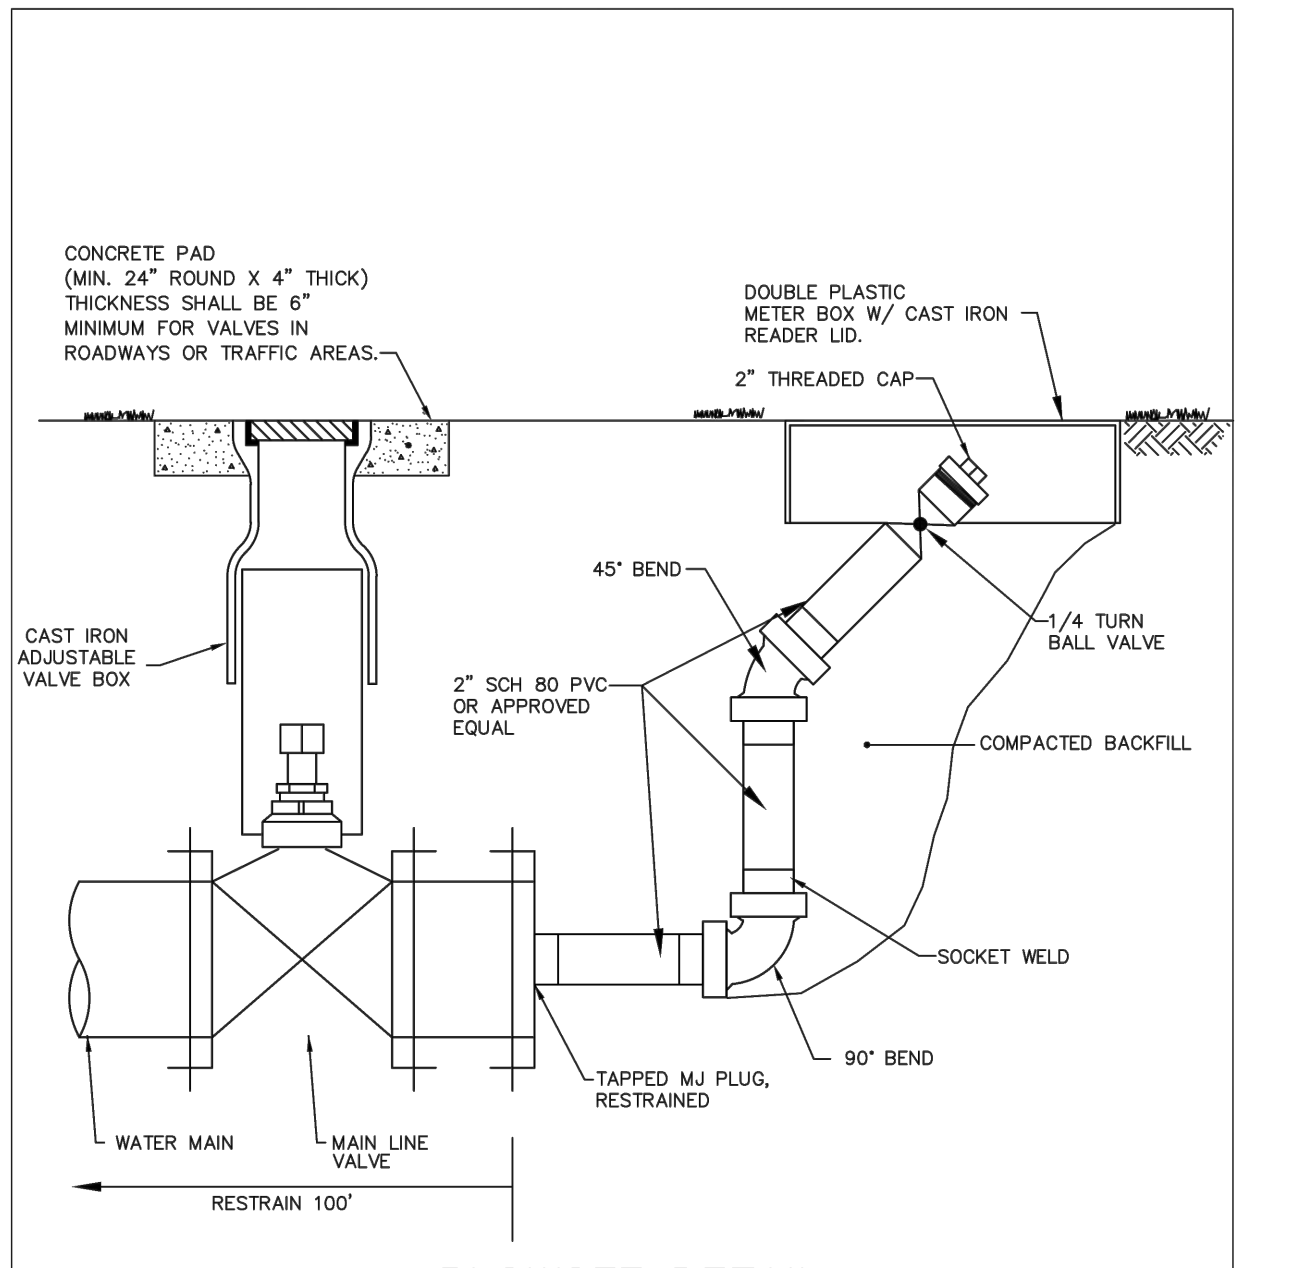 CONCRETE PAD
(MIN. 24" ROUND X 4" THICK)
THICKNESS SHALL BE 6"
MINIMUM FOR VALVES IN
ROADWAYS OR TRAFFIC AREAS.
DOUBLE PLASTIC
METER BOX W/ CAST IRON
READER LID.
2" THREADED CAP
45° BEND
1/4 TURN
BALL VALVE
CAST IRON
ADJUSTABLE
VALVE BOX
2" SCH 80 PVC
OR APPROVED
EQUAL
COMPACTED BACKFILL
SOCKET WELD
90° BEND
TAPPED MJ PLUG,
RESTRAINED
WATER MAIN
MAIN LINE
VALVE
RESTRAIN 100'